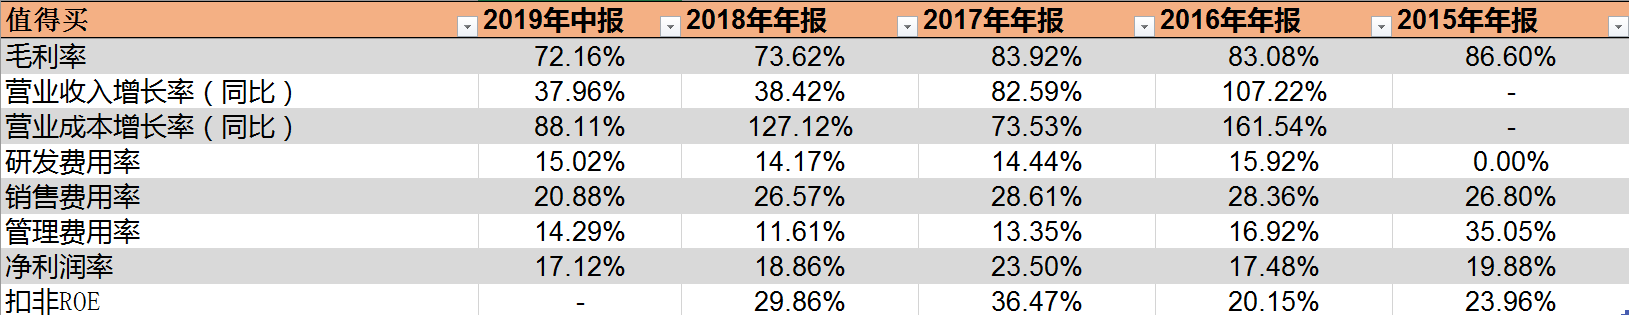 值得买 2019年中报 2018年年报 2017年年报 2016年年报 2015年年报
毛利率 72.16% 73.62% 83.92% 83.08% 86.60%
营业收入增长率（同比） 37.96% 38.42% 82.59% 107.22% -
营业成本增长率（同比） 88.11% 127.12% 73.53% 161.54% -
研发费用率 15.02% 14.17% 14.44% 15.92% 0.00%
销售费用率 20.88% 26.57% 28.61% 28.36% 26.80%
管理费用率 14.29% 11.61% 13.35% 16.92% 35.05%
净利润率 17.12% 18.86% 23.50% 17.48% 19.88%
扣非ROE - 29.86% 36.47% 20.15% 23.96%